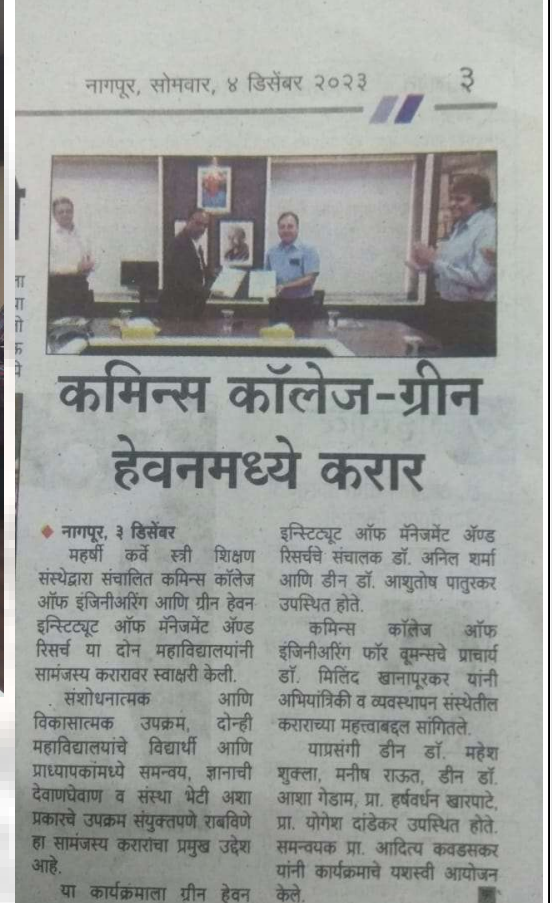 नागपूर, सोमवार, ४ डिसेंबर २०२३
३
कमिन्स कॉलेज-ग्रीन
हेवनमध्ये करार
नागपूर, ३ डिसेंबर
महर्षी कर्वे स्त्री शिक्षण
संस्थेद्वारा संचालित कमिन्स कॉलेज
ऑफ इंजिनीअरिंग आणि ग्रीन हेवन
इन्स्टिट्यूट ऑफ मॅनेजमेंट अँण्ड
रिसर्च या दोन महाविद्यालयांनी
सामंजस्य करारावर स्वाक्षरी केली.
संशोधनात्मक आणि
विकासात्मक उपक्रम, दोन्ही
महाविद्यालयांचे विद्यार्थी आणि
प्राध्यापकांमध्ये समन्वय, ज्ञानाची
देवाणघेवाण व संस्था भेटी अशा
प्रकारचे उपक्रम संयुक्तपणे राबविणे
हा सामंजस्य करारांचा प्रमुख उद्देश
आहे.
या कार्यक्रमाला ग्रीन हेवन
इन्स्टिट्यूट ऑफ मॅनेजमेंट अँण्ड
रिसर्चचे संचालक डॉ. अनिल शर्मा
आणि डीन डॉ. आशुतोष पातुरकर
उपस्थित होते.
कमिन्स कॉलेज ऑफ
इंजिनीअरिंग फॉर वूमन्सचे प्राचार्य
डॉ. मिलिंद खानापूरकर यांनी
अभियांत्रिकी व व्यवस्थापन संस्थेतील
कराराच्या महत्त्वाबद्दल सांगितले.
याप्रसंगी डीन डॉ. महेश
शुक्ला, मनीष राऊत, डीन डॉ.
आशा गेडाम, प्रा. हर्षवर्धन खारपाटे,
प्रा. योगेश दांडेकर उपस्थित होते.
समन्वयक प्रा. आदित्य कवडसकर
यांनी कार्यक्रमाचे यशस्वी आयोजन
केले.